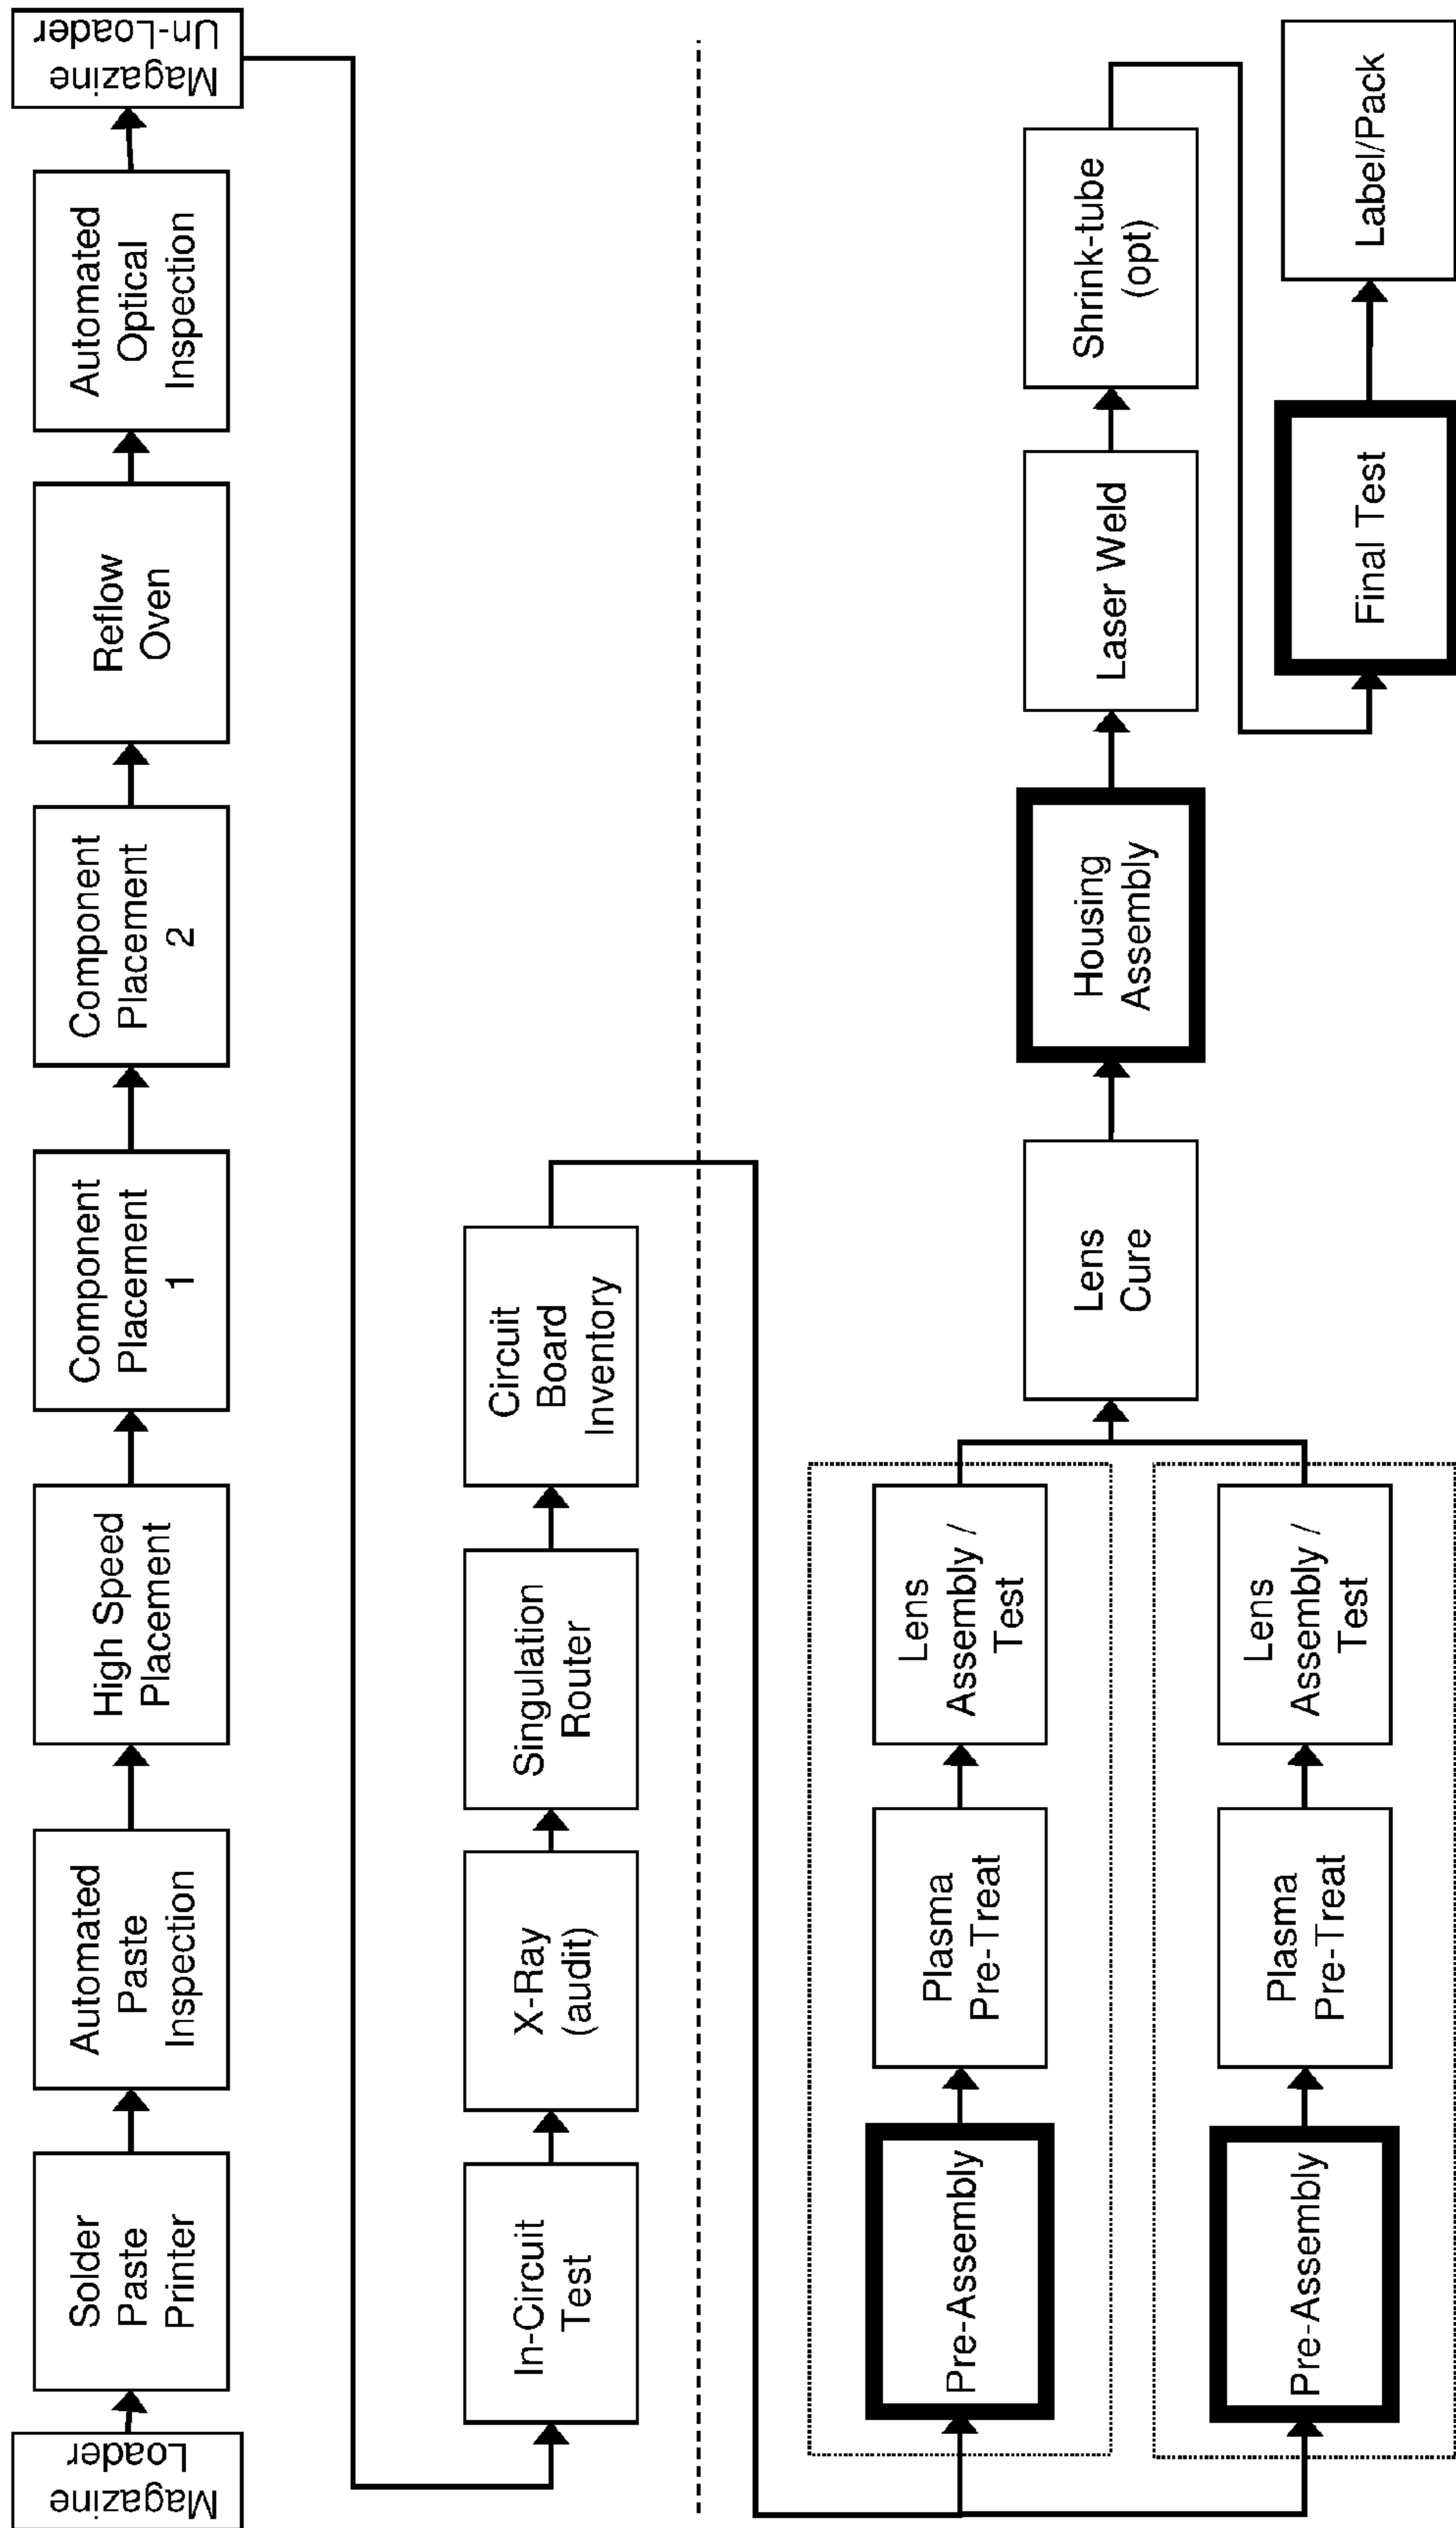 Magazine
Loader
Solder
Paste
Printer
Automated
Paste
Inspection
High Speed
Placement
Component
Placement
1
Component
Placement
2
Reflow
Oven
Automated
Optical
Inspection
Magazine
Un-Loader
In-Circuit
Test
X-Ray
(audit)
Singulation
Router
Circuit
Board
Inventory
Pre-Assembly
Plasma
Pre-Treat
Lens
Assembly /
Test
Pre-Assembly
Plasma
Pre-Treat
Lens
Assembly /
Test
Lens
Cure
Housing
Assembly
Laser Weld
Shrink-tube
(opt)
Final Test
Label/Pack